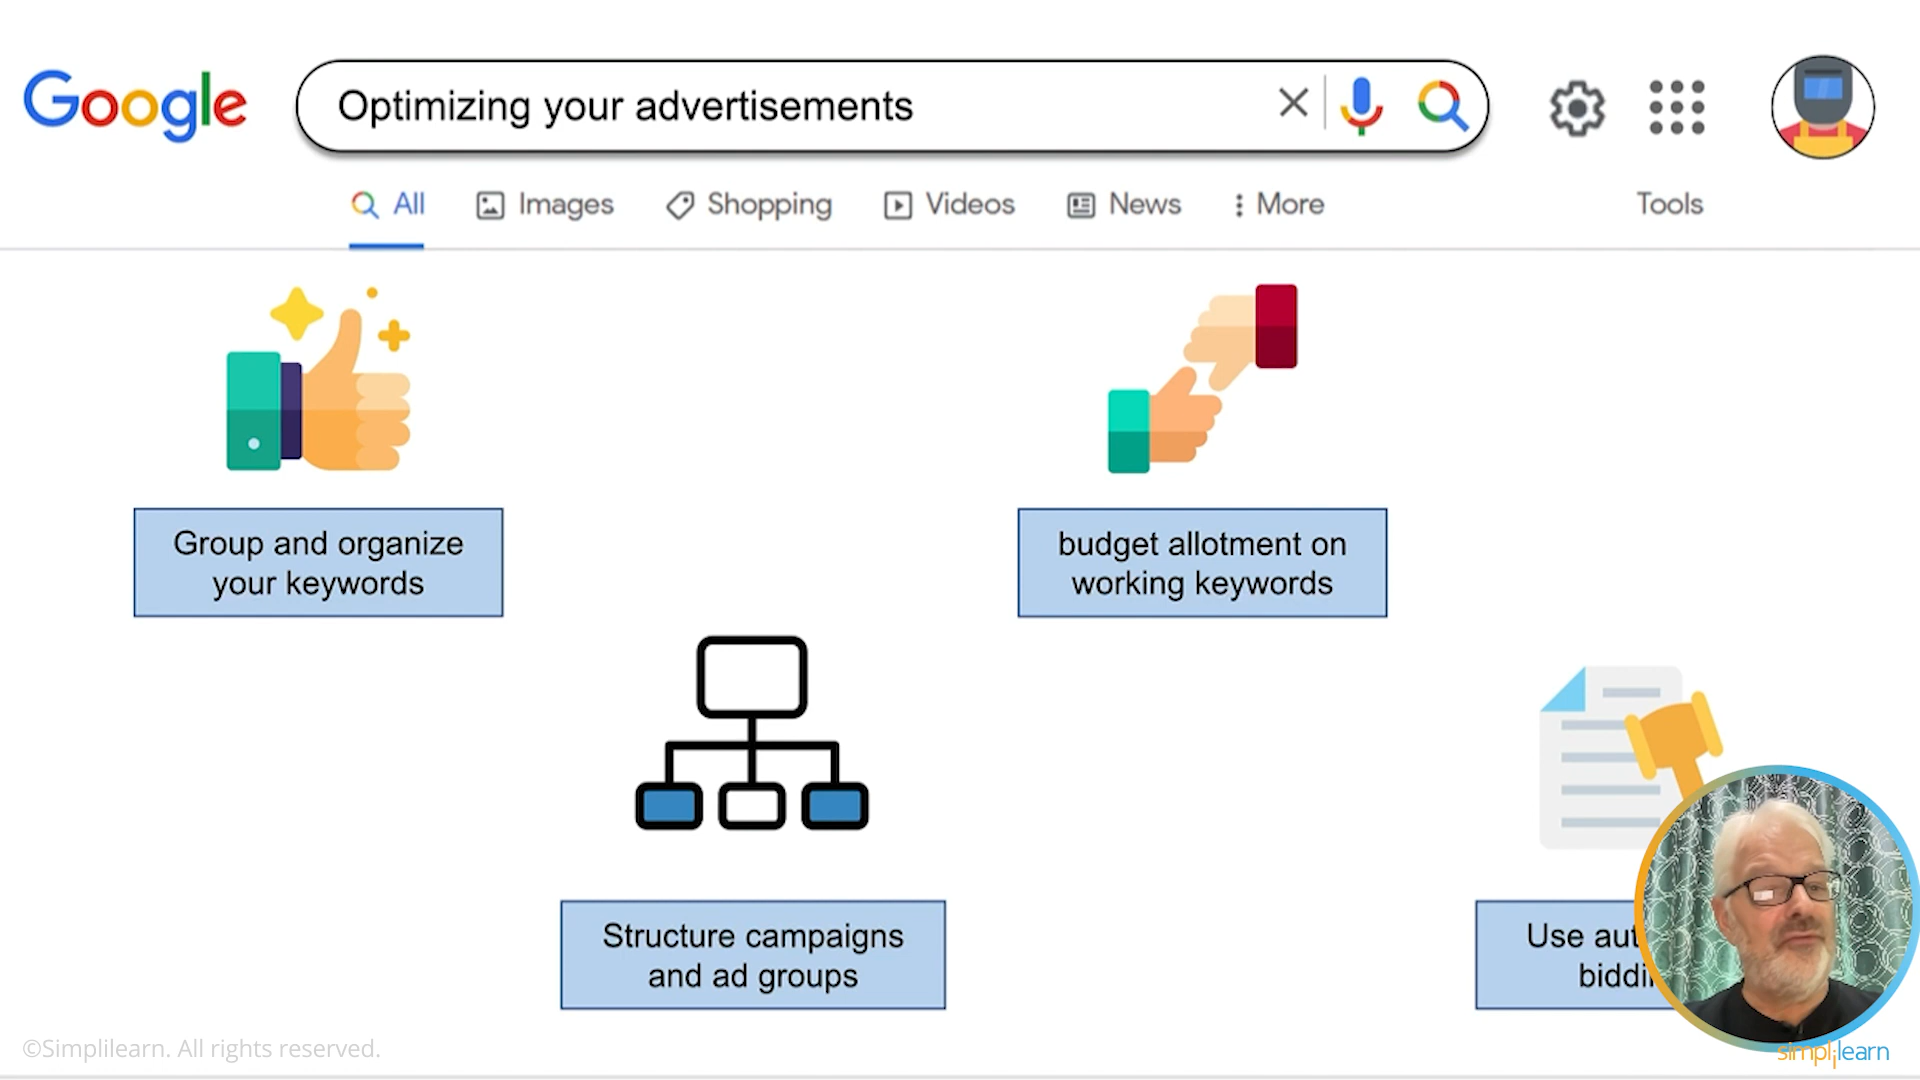 Google
Optimizing your advertisements
All
Images
Shopping
Videos
News
More
Tools
Group and organize
your keywords
budget allotment on
working keywords
Structure campaigns
and ad groups
Use
©Simplilearn. All rights reserved.
simplilearn